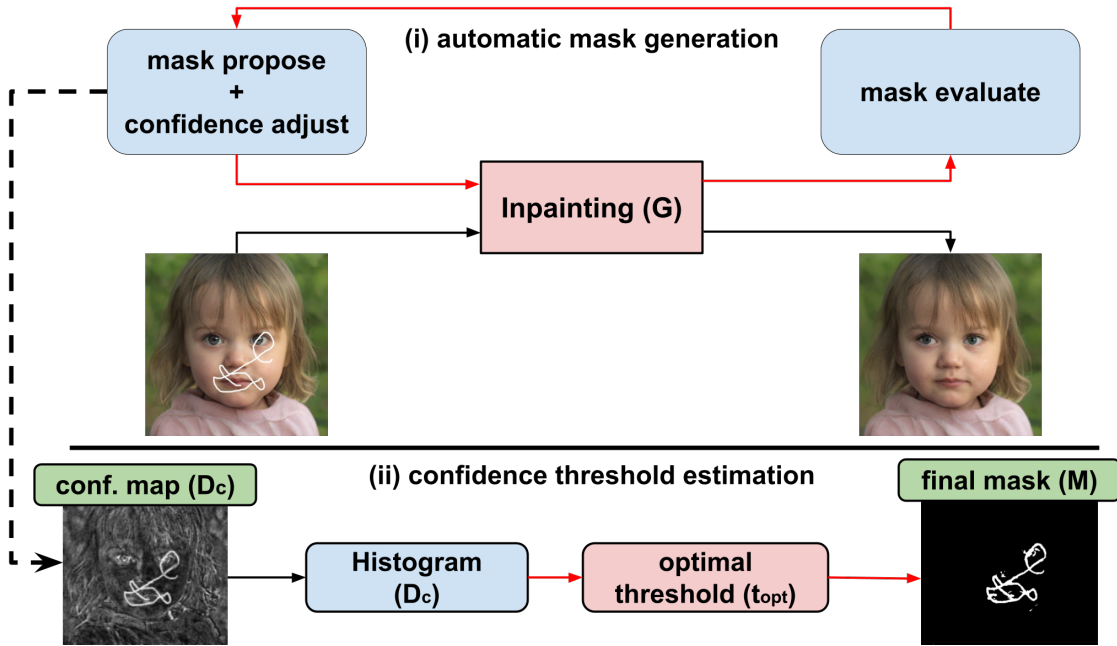 (i) automatic mask generation
mask propose
+
confidence adjust
mask evaluate
Inpainting (G)
(ii) confidence threshold estimation
conf. map (Dc)
final mask (M)
Histogram
(Dc)
optimal
threshold (topt)